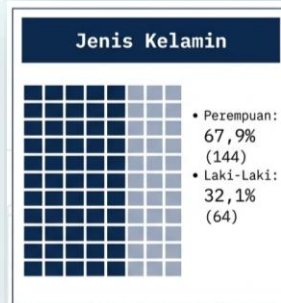 Jenis Kelamin
• Perempuan:
67,9%
(144)
• Laki-Laki:
32,1%
(64)